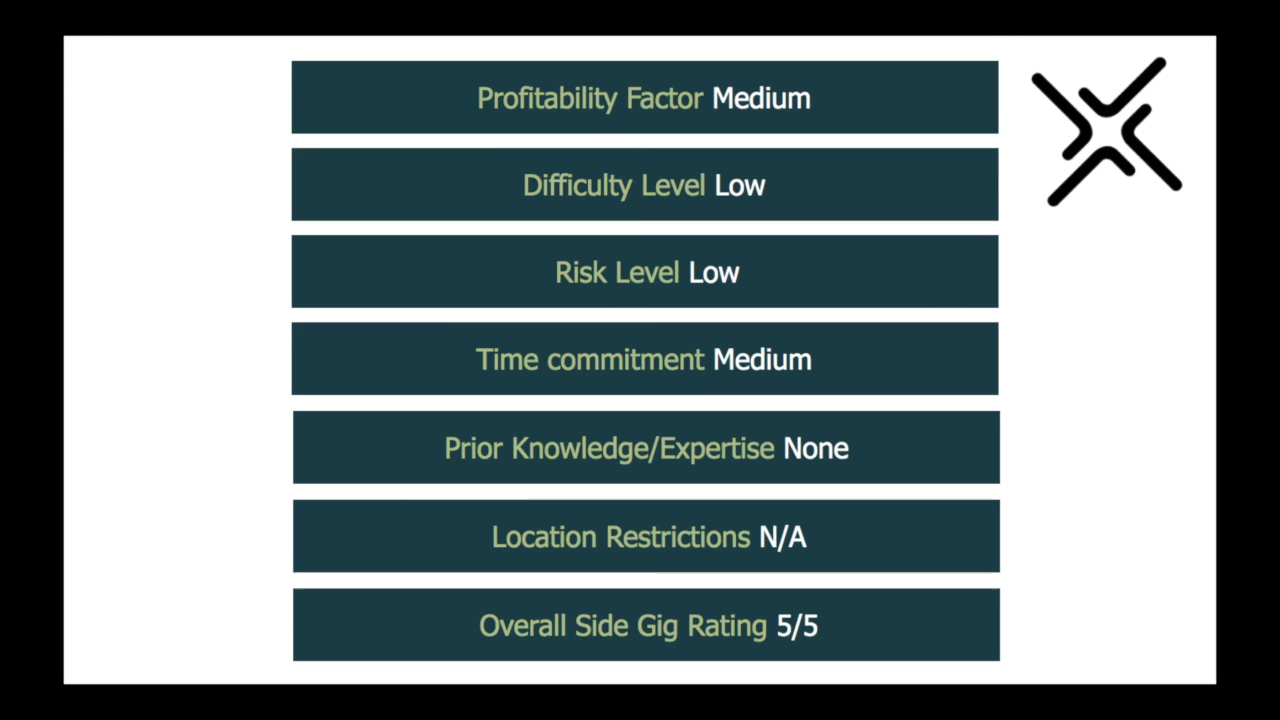 Profitability Factor Medium
Difficulty Level Low
Risk Level Low
Time commitment Medium
Prior Knowledge/Expertise None
Location Restrictions N/A
Overall Side Gig Rating 5/5